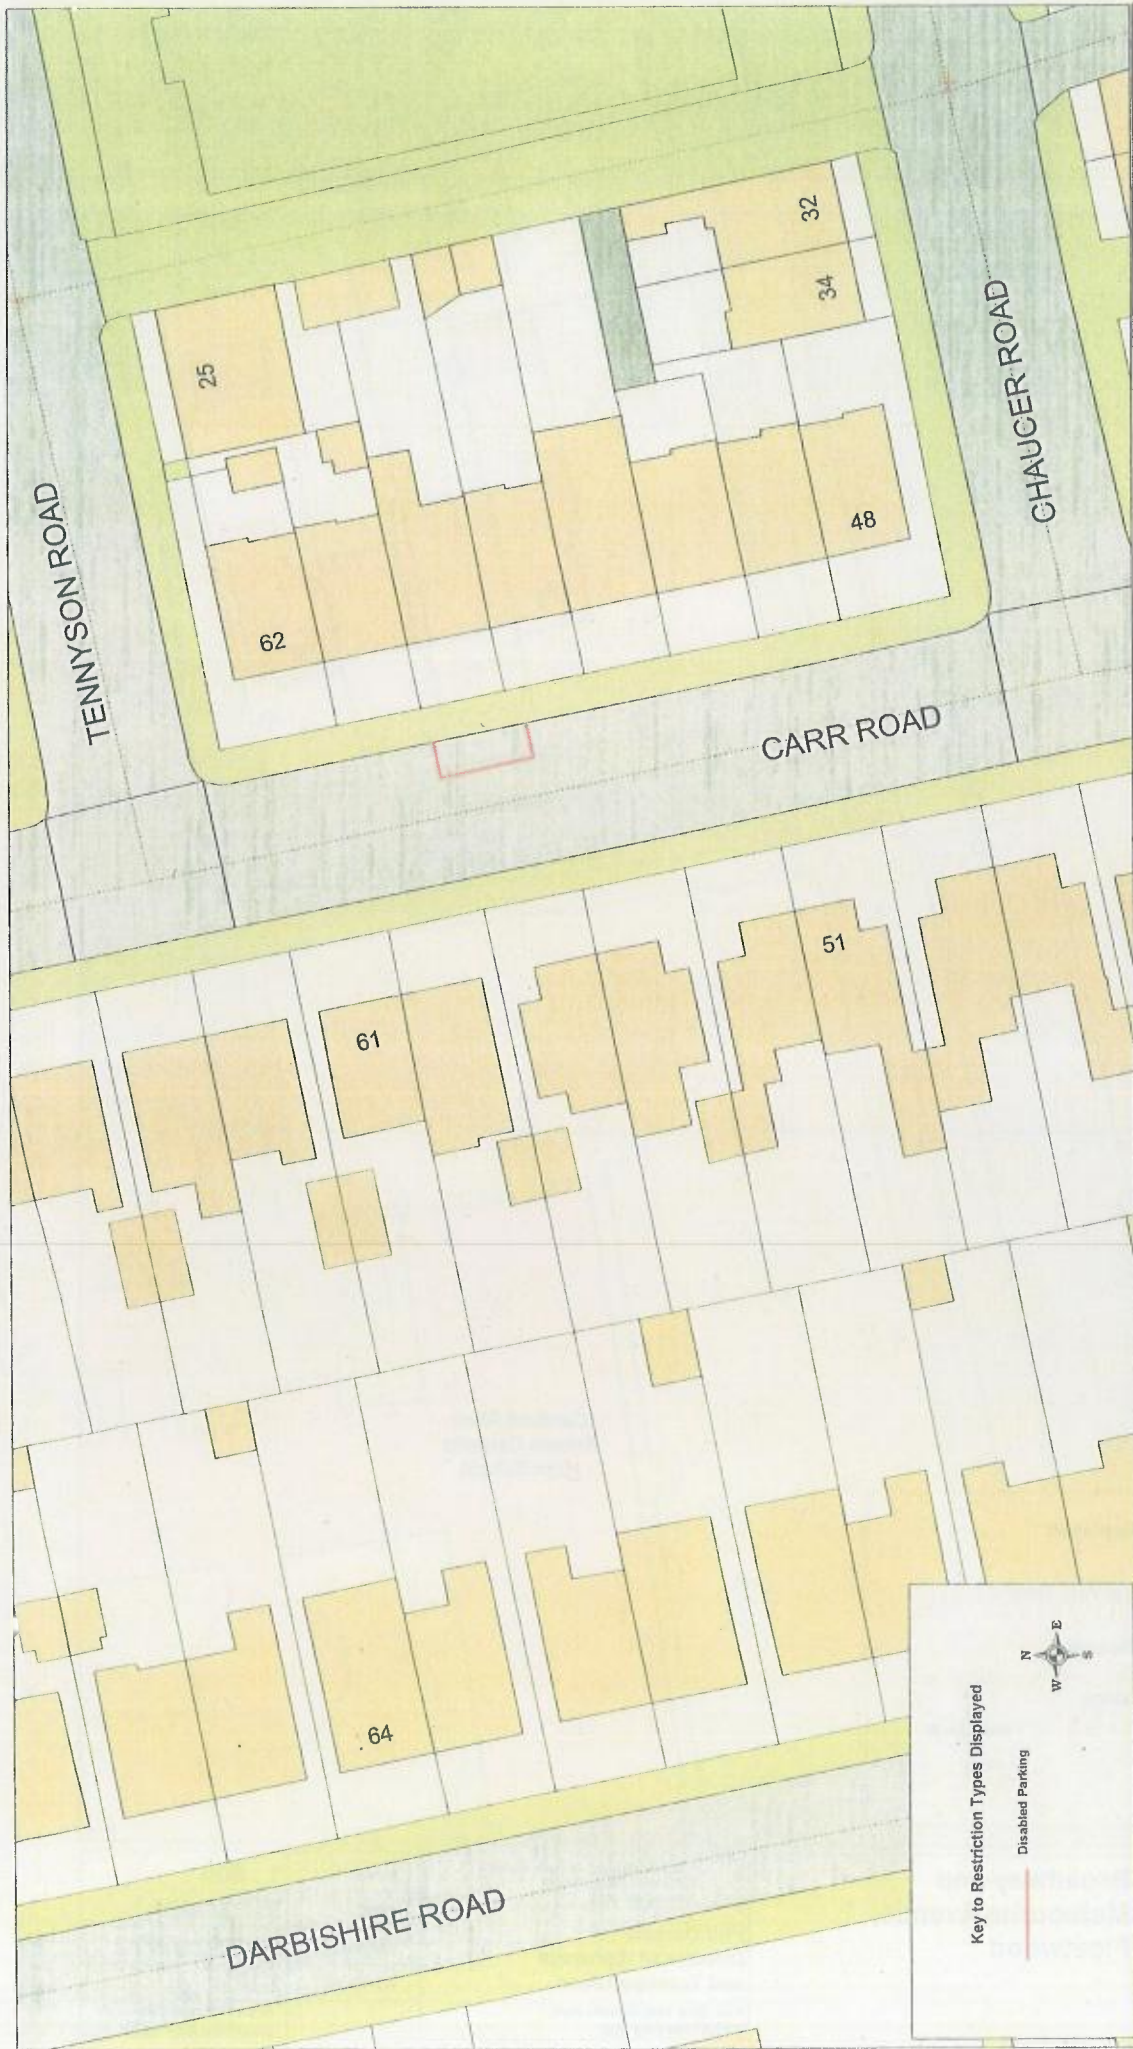 TENNYSON ROAD
25
62
32
34
48
CHAUCER ROAD
CARR ROAD
61
51
64
DARBISHIRE ROAD
Key to Restriction Types Displayed
Disabled Parking
N
W E
S